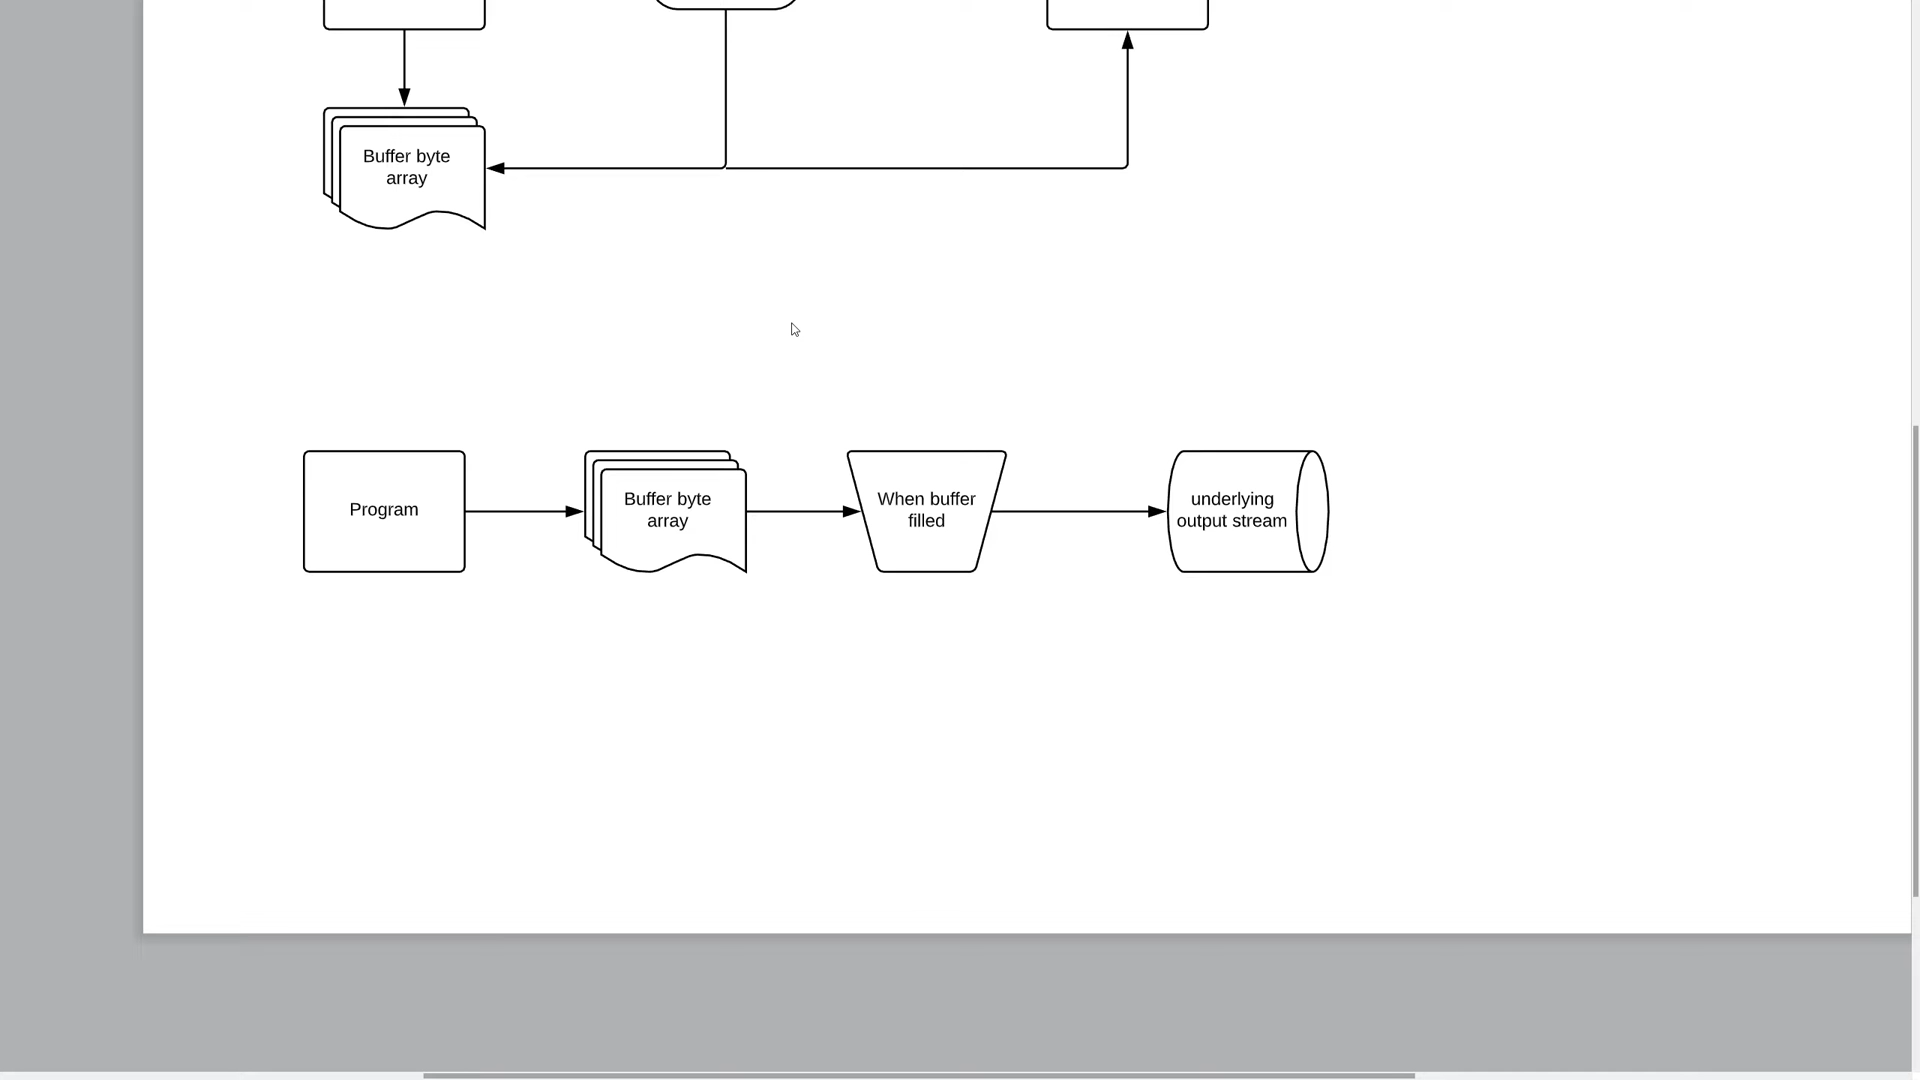 Buffer byte
array
Program
Buffer byte
array
When buffer
filled
underlying
output stream